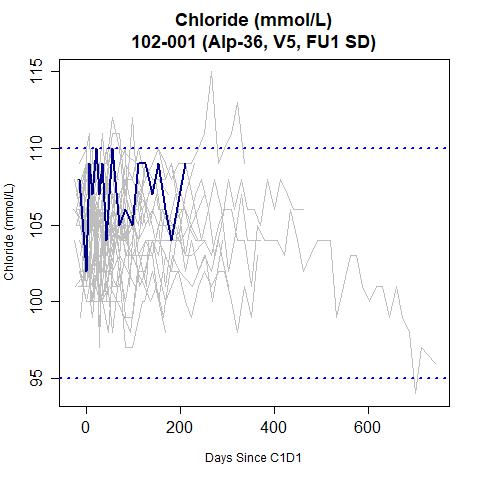 Chloride (mmol/L)
102-001 (Alp-36, V5, FU1 SD)
Chloride (mmol/L)
115
110
105
100
95
0 200 400 600
Days Since C1D1